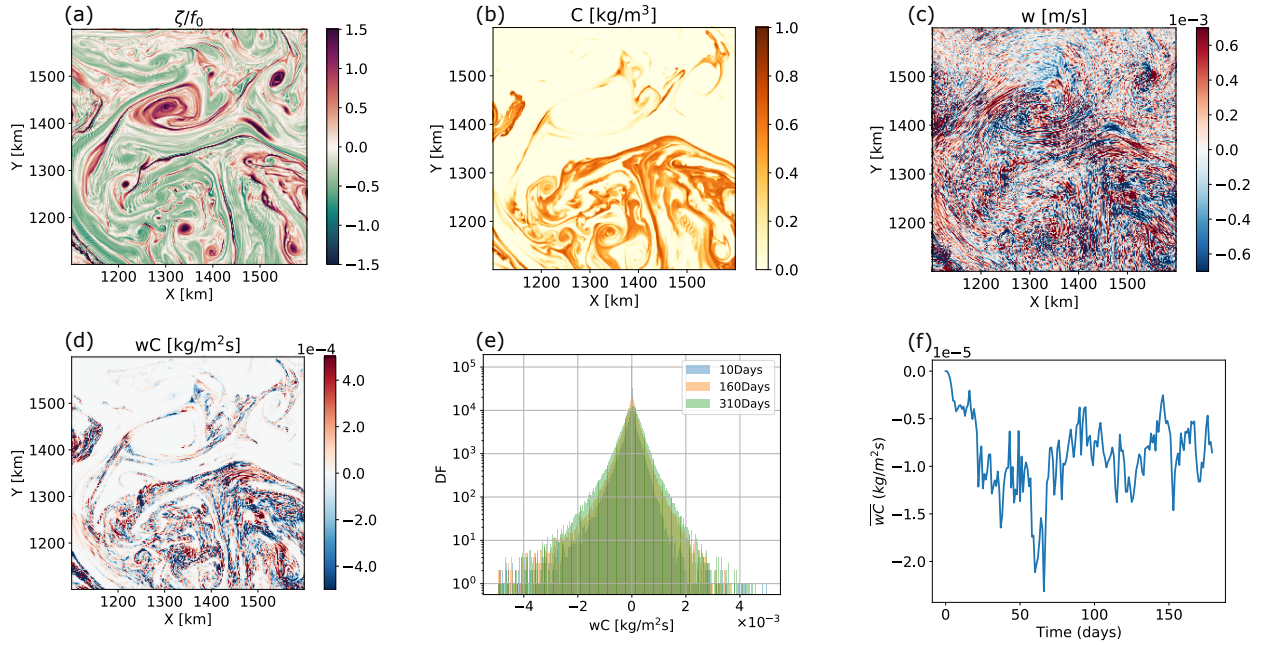 (a)
ζ/f₀
1500
1400
1300
1200
Y [km]
1200 1300 1400 1500
X [km]
1.5
1.0
0.5
0.0
−0.5
−1.0
−1.5
(b)
C [kg/m³]
1500
1400
1300
1200
Y [km]
1200 1300 1400 1500
X [km]
1.0
0.8
0.6
0.4
0.2
0.0
(c)
w [m/s]
1e−3
1500
1400
1300
1200
Y [km]
1200 1300 1400 1500
X [km]
0.6
0.4
0.2
0.0
−0.2
−0.4
−0.6
(d)
wC [kg/m²s]
1e−4
1500
1400
1300
1200
Y [km]
1200 1300 1400 1500
X [km]
4.0
2.0
0.0
−2.0
−4.0
(e)
10⁵
10⁴
10³
10²
10¹
10⁰
DF
10Days
160Days
310Days
−4 −2 0 2 4
wC [kg/m²s]
×10⁻³
(f)
1e−5
0.0
−0.5
−1.0
−1.5
−2.0
w̅C̅ (kg/m²s)
0 50 100 150
Time (days)